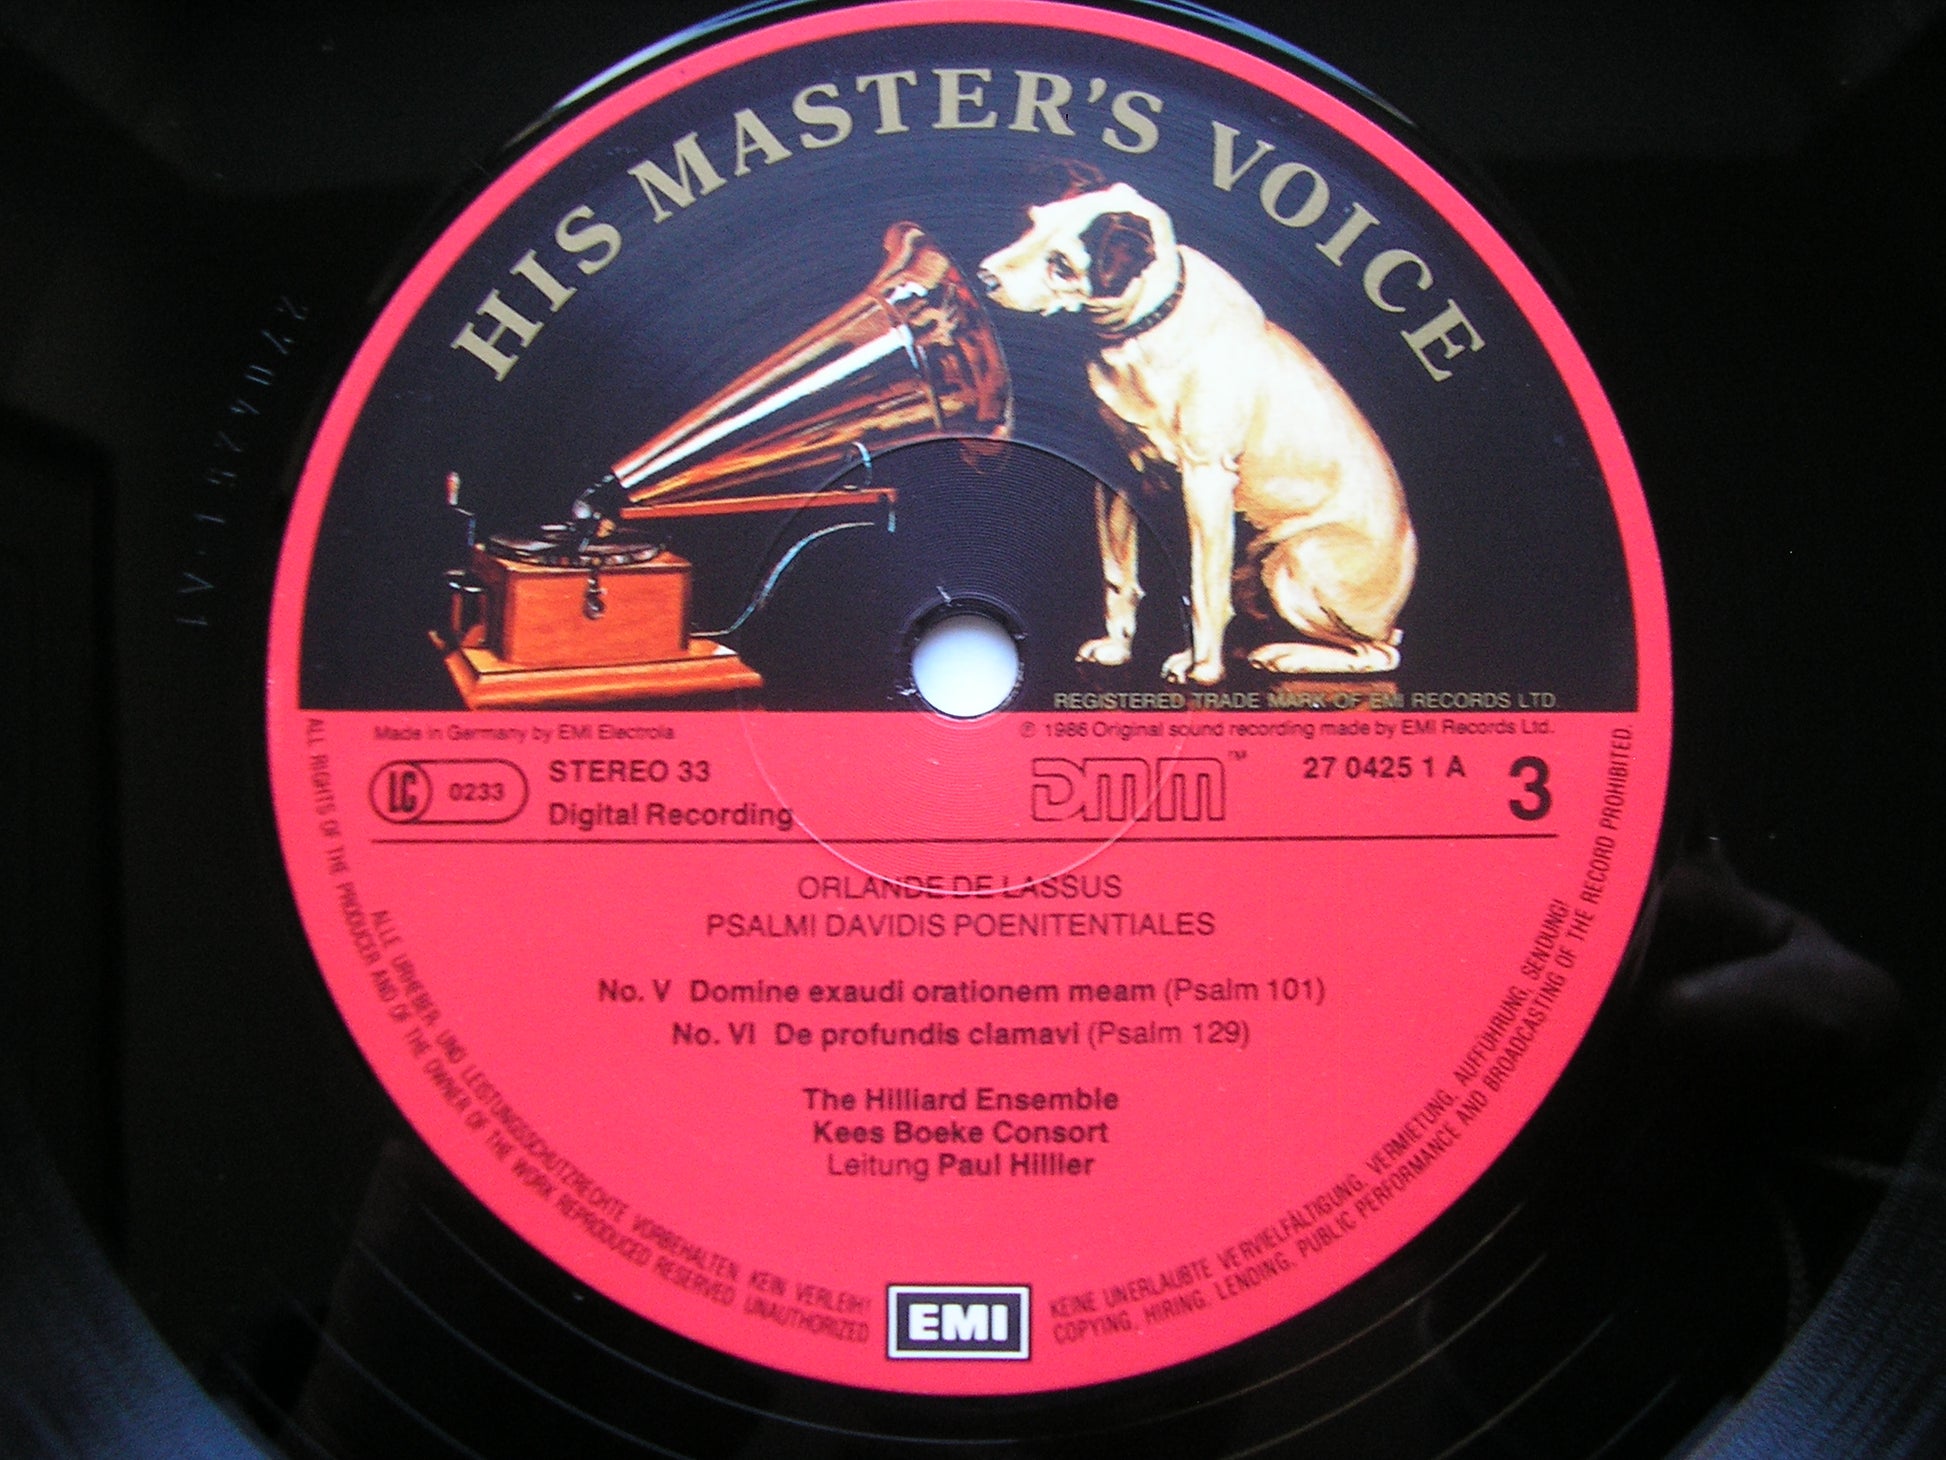 HIS MASTER'S VOICE
REGISTERED TRADE MARK OF EMI RECORDS LTD.
Made in Germany by EMI Electrola
℗ 1986 Original sound recording made by EMI Records Ltd.
LC 0233
STEREO 33
Digital Recording
DMM™
27 0425 1 A
3
ORLANDE DE LASSUS
PSALMI DAVIDIS POENITENTIALES
No. V Domine exaudi orationem meam (Psalm 101)
No. VI De profundis clamavi (Psalm 129)
The Hilliard Ensemble
Kees Boeke Consort
Leitung Paul Hillier
EMI
ALLE URHEBER- UND LEISTUNGSSCHUTZRECHTE VORBEHALTEN. KEIN VERLEIH!
KEINE UNERLAUBTE VERVIELFÄLTIGUNG, VERMIETUNG, AUFFÜHRUNG, SENDUNG!
ALL RIGHTS OF THE PRODUCER AND OF THE OWNER OF THE WORK REPRODUCED RESERVED UNAUTHORIZED
COPYING, HIRING, LENDING, PUBLIC PERFORMANCE AND BROADCASTING OF THE RECORD PROHIBITED.